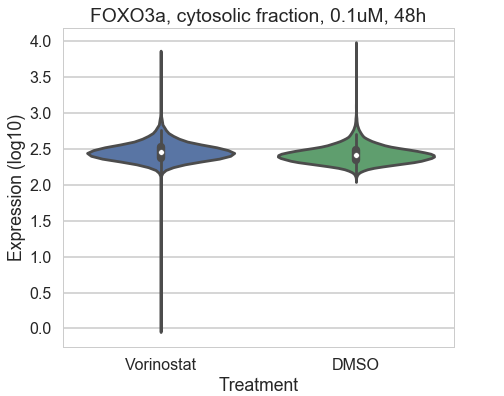 FOXO3a, cytosolic fraction, 0.1uM, 48h
4.0
3.5
3.0
2.5
2.0
1.5
1.0
0.5
0.0
Expression (log10)
Vorinostat DMSO
Treatment